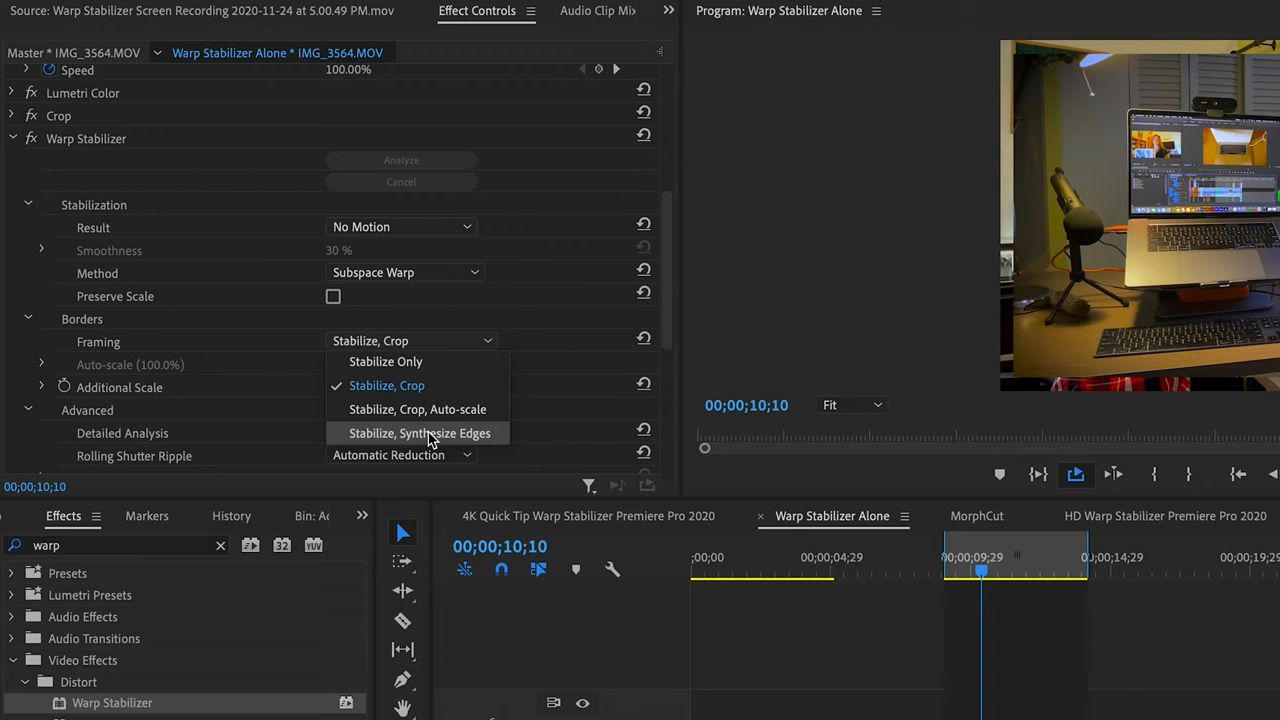 Source: Warp Stabilizer Screen Recording 2020-11-24 at 5.00.49 PM.mov
Effect Controls
Audio Clip Mix
Program: Warp Stabilizer Alone
Master * IMG_3564.MOV
Warp Stabilizer Alone * IMG_3564.MOV
Speed
100.00%
fx Lumetri Color
fx Crop
fx Warp Stabilizer
Analyze
Cancel
Stabilization
Result
No Motion
Smoothness
30 %
Method
Subspace Warp
Preserve Scale
Borders
Framing
Stabilize, Crop
Stabilize Only
Auto-scale (100.0%)
Stabilize, Crop
Additional Scale
Stabilize, Crop, Auto-scale
Advanced
Stabilize, Synthesize Edges
Detailed Analysis
Rolling Shutter Ripple
Automatic Reduction
00;00;10;10
00;00;10;10
Fit
Effects
Markers
History
Bin: Ad
warp
32
YUV
Presets
Lumetri Presets
Audio Effects
Audio Transitions
Video Effects
Distort
Warp Stabilizer
4K Quick Tip Warp Stabilizer Premiere Pro 2020
× Warp Stabilizer Alone
MorphCut
HD Warp Stabilizer Premiere Pro 2020
00;00;10;10
;00;00
00;00;04;29
00;00;09;29
00;00;14;29
00;00;19;29